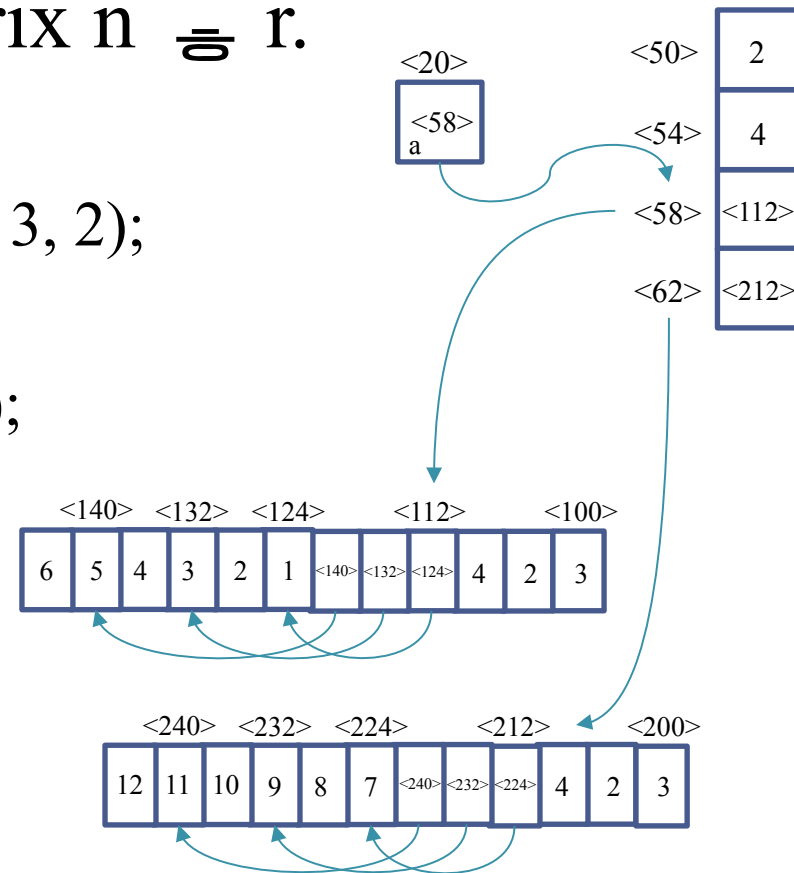 rix n 층 r.
<20>
<58>
a
<50> 2
<54> 4
<58> <112>
<62> <212>
3, 2);
);
<140> <132> <124> <112> <100>
6 5 4 3 2 1 <140> <132> <124> 4 2 3
<240> <232> <224> <212> <200>
12 11 10 9 8 7 <240> <232> <224> 4 2 3